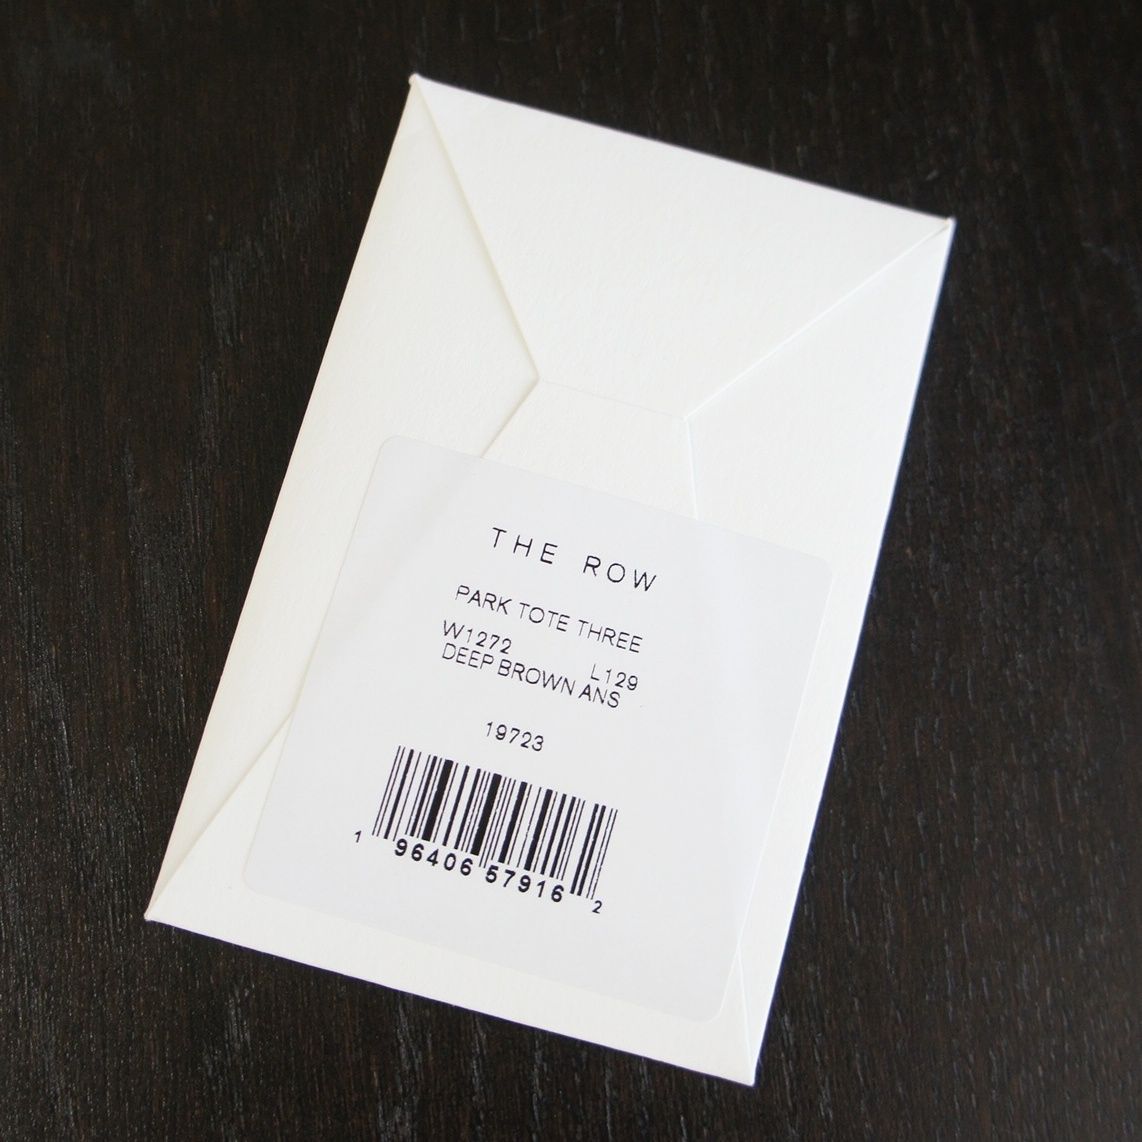 THE ROW
PARK TOTE THREE
W1272 L129
DEEP BROWN ANS
19723
1 96406 57916 2